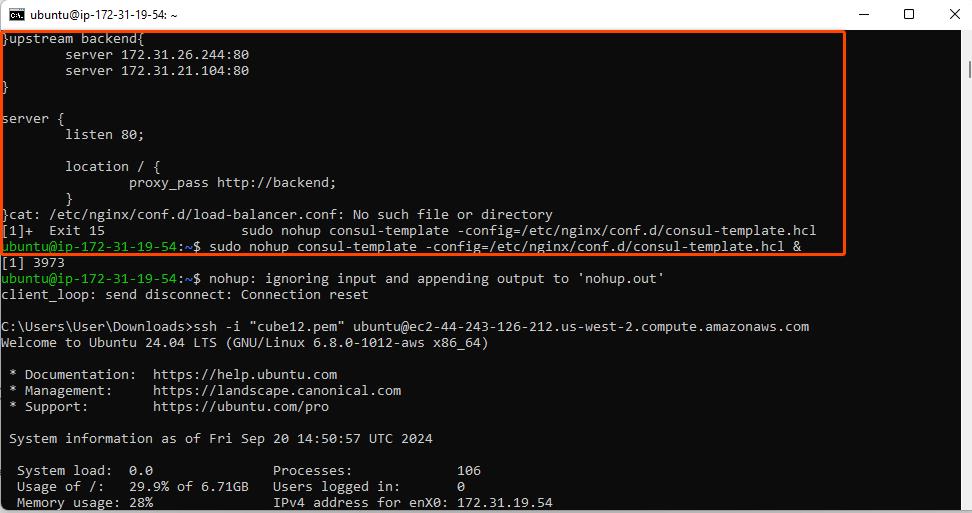 ubuntu@ip-172-31-19-54: ~
}upstream backend{
        server 172.31.26.244:80
        server 172.31.21.104:80
}
server {
        listen 80;
        location / {
                proxy_pass http://backend;
        }
}cat: /etc/nginx/conf.d/load-balancer.conf: No such file or directory
[1]+  Exit 15                 sudo nohup consul-template -config=/etc/nginx/conf.d/consul-template.hcl
ubuntu@ip-172-31-19-54:~$ sudo nohup consul-template -config=/etc/nginx/conf.d/consul-template.hcl &
[1] 3973
ubuntu@ip-172-31-19-54:~$ nohup: ignoring input and appending output to 'nohup.out'
client_loop: send disconnect: Connection reset
C:\Users\User\Downloads>ssh -i "cube12.pem" ubuntu@ec2-44-243-126-212.us-west-2.compute.amazonaws.com
Welcome to Ubuntu 24.04 LTS (GNU/Linux 6.8.0-1012-aws x86_64)
 * Documentation:  https://help.ubuntu.com
 * Management:     https://landscape.canonical.com
 * Support:        https://ubuntu.com/pro
 System information as of Fri Sep 20 14:50:57 UTC 2024
  System load:  0.0               Processes:             106
  Usage of /:   29.9% of 6.71GB   Users logged in:       0
  Memory usage: 28%               IPv4 address for enX0: 172.31.19.54